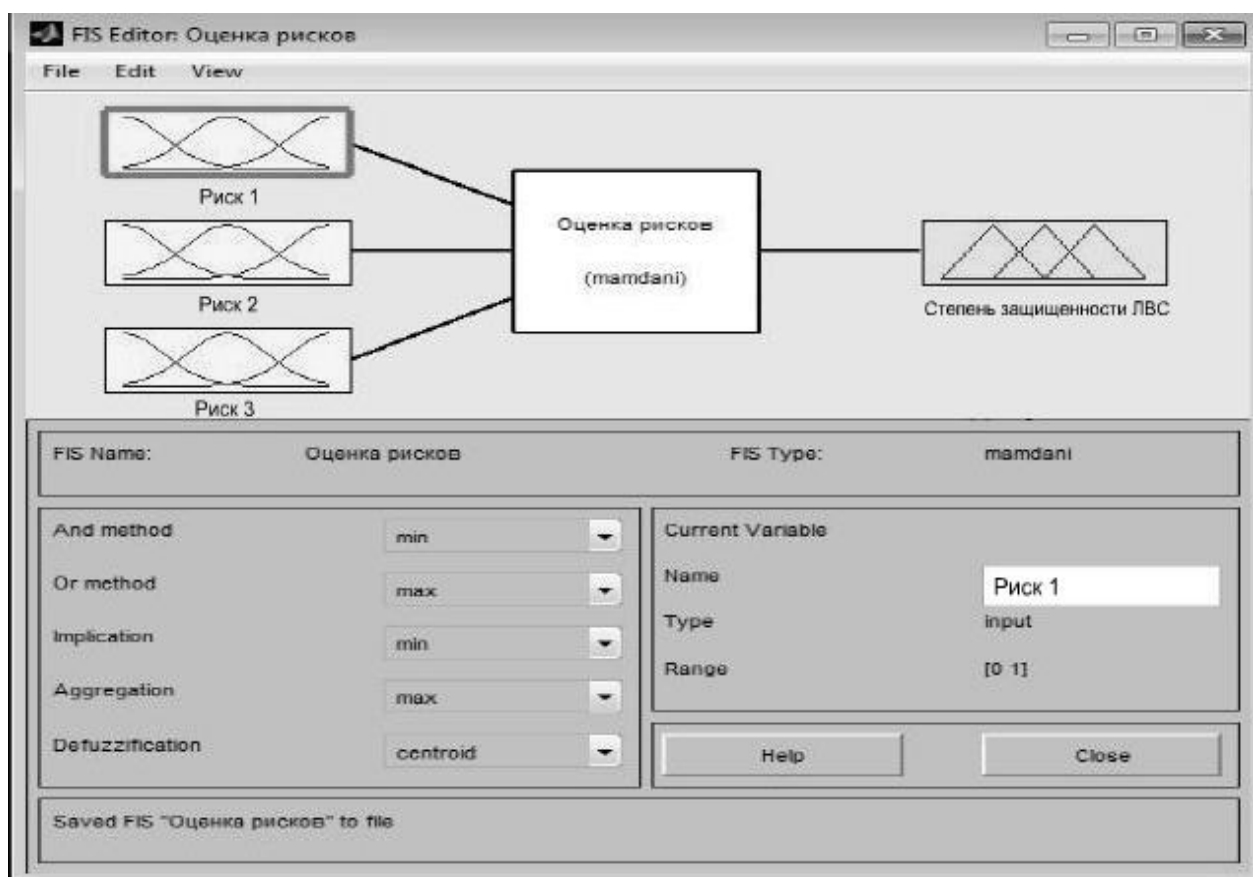 FIS Editor: Оценка рисков
File Edit View
Риск 1
Риск 2
Риск 3
Оценка рисков
(mamdani)
Степень защищенности ЛВС
FIS Name: Оценка рисков FIS Type: mamdani
And method min
Or method max
Implication min
Aggregation max
Defuzzification centroid
Current Variable
Name Риск 1
Type input
Range [0 1]
Help Close
Saved FIS "Оценка рисков" to file